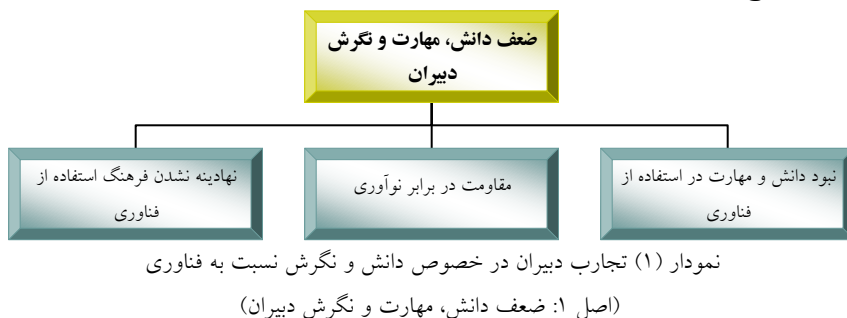 ضعف دانش، مهارت و نگرش
دبیران
نبود دانش و مهارت در استفاده از
فناوری
مقاومت در برابر نوآوری
نهادینه نشدن فرهنگ استفاده از
فناوری
نمودار (۱) تجارب دبیران در خصوص دانش و نگرش نسبت به فناوری
(اصل ۱: ضعف دانش، مهارت و نگرش دبیران)